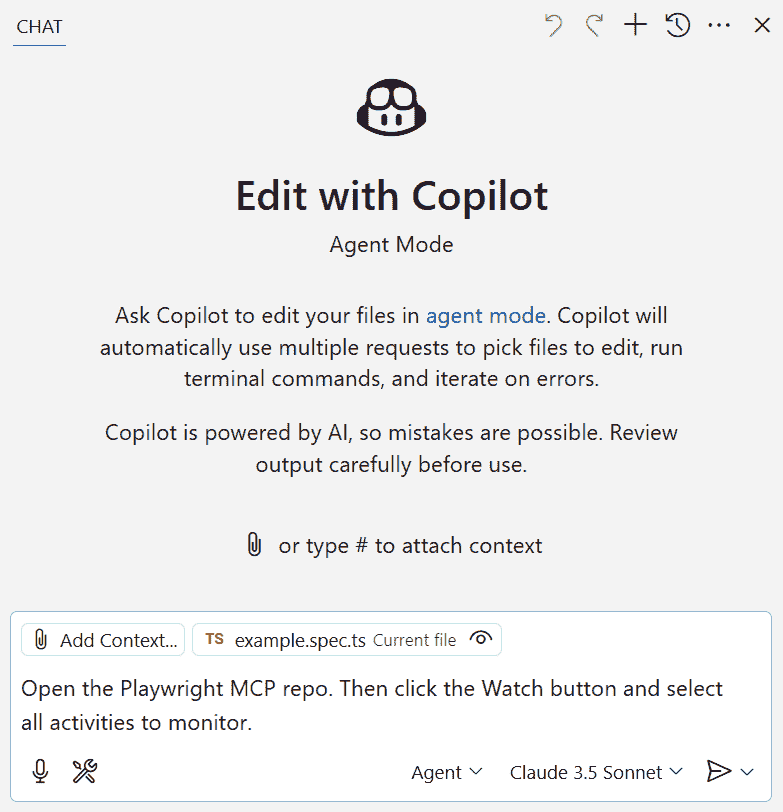 CHAT
Edit with Copilot
Agent Mode
Ask Copilot to edit your files in agent mode. Copilot will
automatically use multiple requests to pick files to edit, run
terminal commands, and iterate on errors.
Copilot is powered by AI, so mistakes are possible. Review
output carefully before use.
or type # to attach context
Add Context... TS example.spec.ts Current file
Open the Playwright MCP repo. Then click the Watch button and select
all activities to monitor.
Agent Claude 3.5 Sonnet